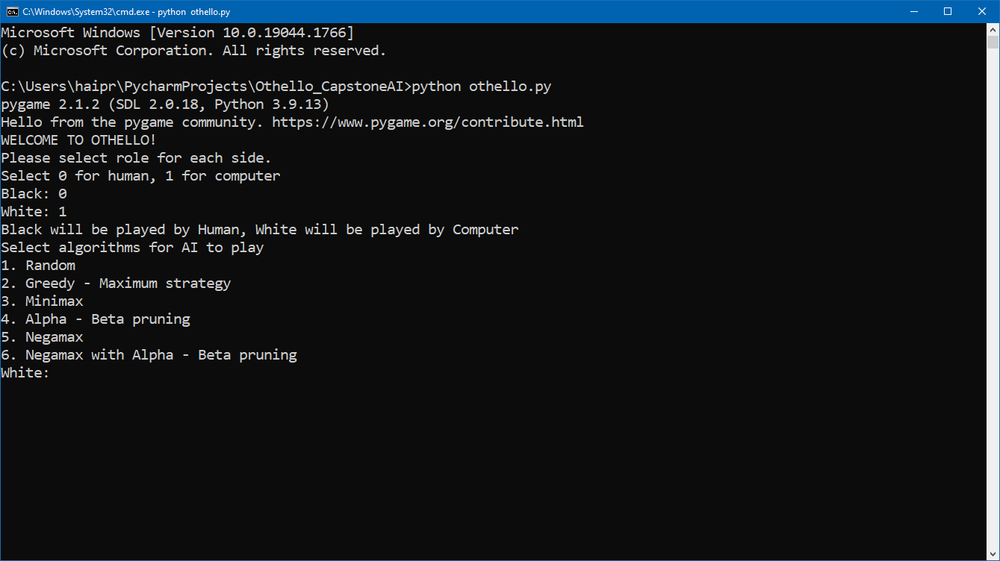 C:\Windows\System32\cmd.exe - python  othello.py
Microsoft Windows [Version 10.0.19044.1766]
(c) Microsoft Corporation. All rights reserved.
C:\Users\haipr\PycharmProjects\Othello_CapstoneAI>python othello.py
pygame 2.1.2 (SDL 2.0.18, Python 3.9.13)
Hello from the pygame community. https://www.pygame.org/contribute.html
WELCOME TO OTHELLO!
Please select role for each side.
Select 0 for human, 1 for computer
Black: 0
White: 1
Black will be played by Human, White will be played by Computer
Select algorithms for AI to play
1. Random
2. Greedy - Maximum strategy
3. Minimax
4. Alpha - Beta pruning
5. Negamax
6. Negamax with Alpha - Beta pruning
White: